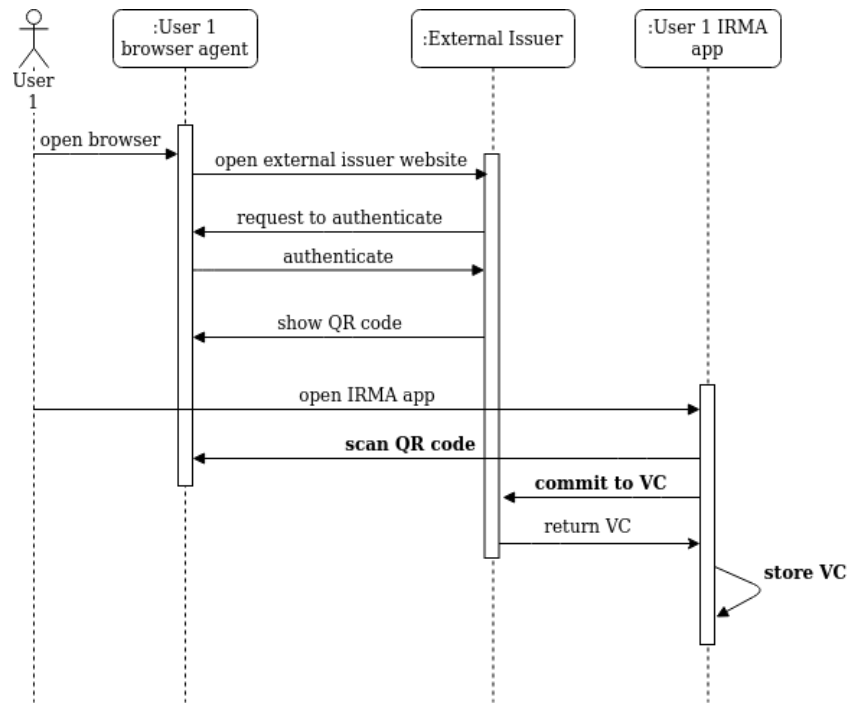 :User 1
browser agent
:External Issuer
:User 1 IRMA
app
User
1
open browser
open external issuer website
request to authenticate
authenticate
show QR code
open IRMA app
scan QR code
commit to VC
return VC
store VC